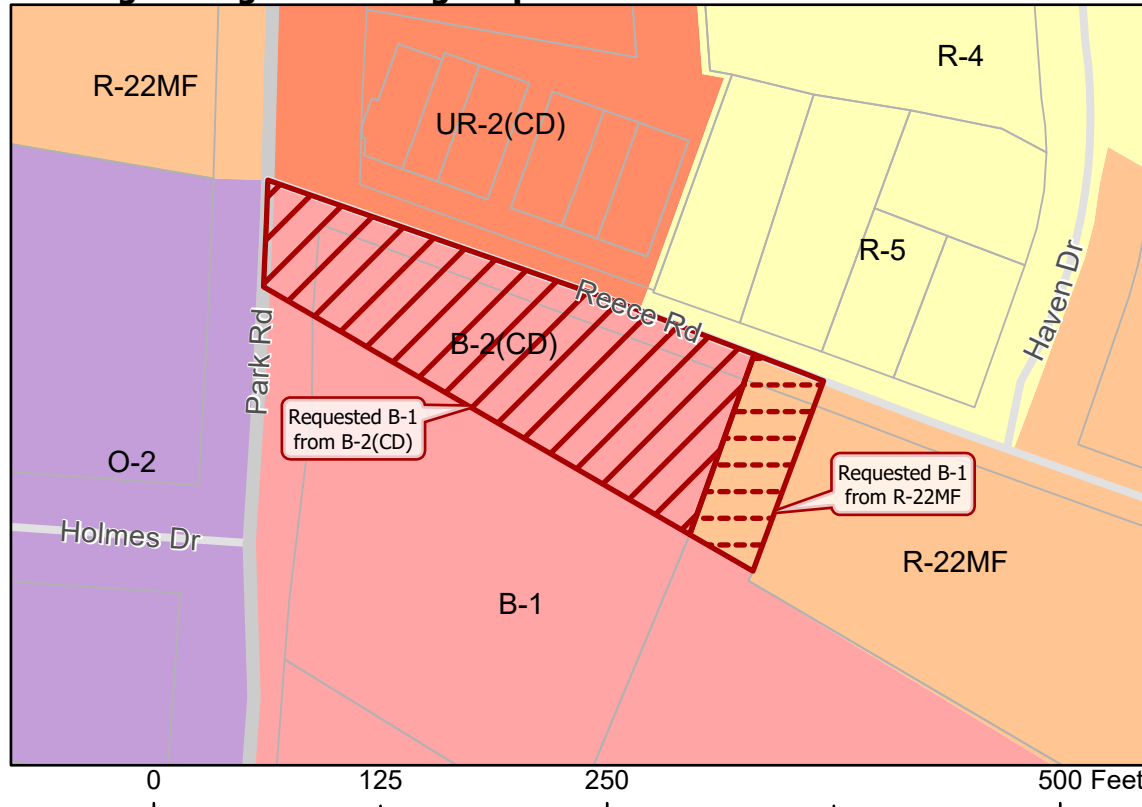 R-4
R-22MF
UR-2(CD)
R-5
Reece Rd
Haven Dr
B-2(CD)
Park Rd
Requested B-1
from B-2(CD)
O-2
Requested B-1
from R-22MF
Holmes Dr
R-22MF
B-1
0 125 250 500 Feet